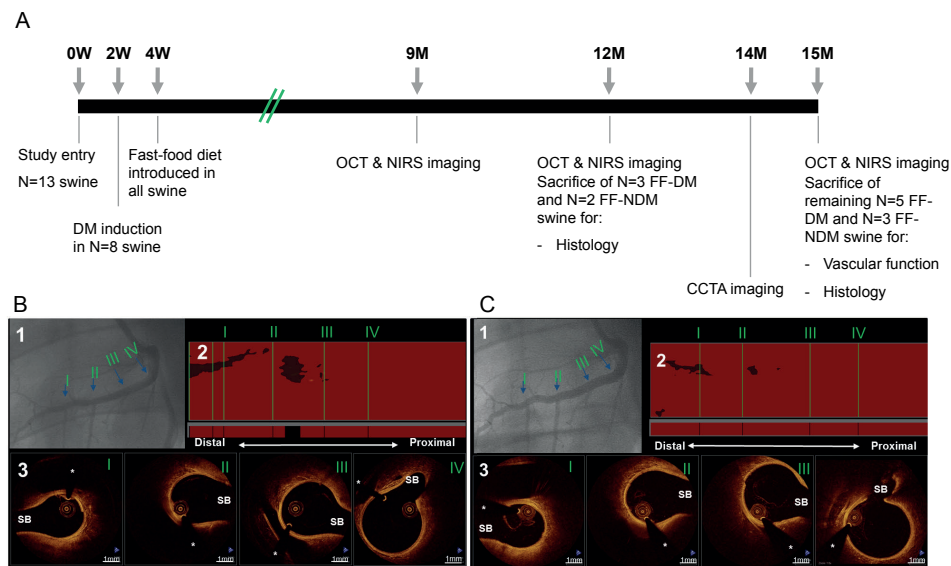 A
0W 2W 4W 9M 12M 14M 15M
Study entry
N=13 swine
DM induction
in N=8 swine
Fast-food diet
introduced in
all swine
OCT & NIRS imaging
OCT & NIRS imaging
Sacrifice of N=3 FF-DM
and N=2 FF-NDM
swine for:
- Histology
CCTA imaging
OCT & NIRS imaging
Sacrifice of
remaining N=5 FF-
DM and N=3 FF-
NDM swine for:
- Vascular function
- Histology
B
1
I II III IV
I II III IV
2
Distal Proximal
3
I II III IV
SB SB SB SB
* * * *
1mm 1mm 1mm 1mm
C
1
I II III IV
I II III IV
2
Distal Proximal
3
I II III
SB SB SB SB
* * * *
1mm 1mm 1mm 1mm